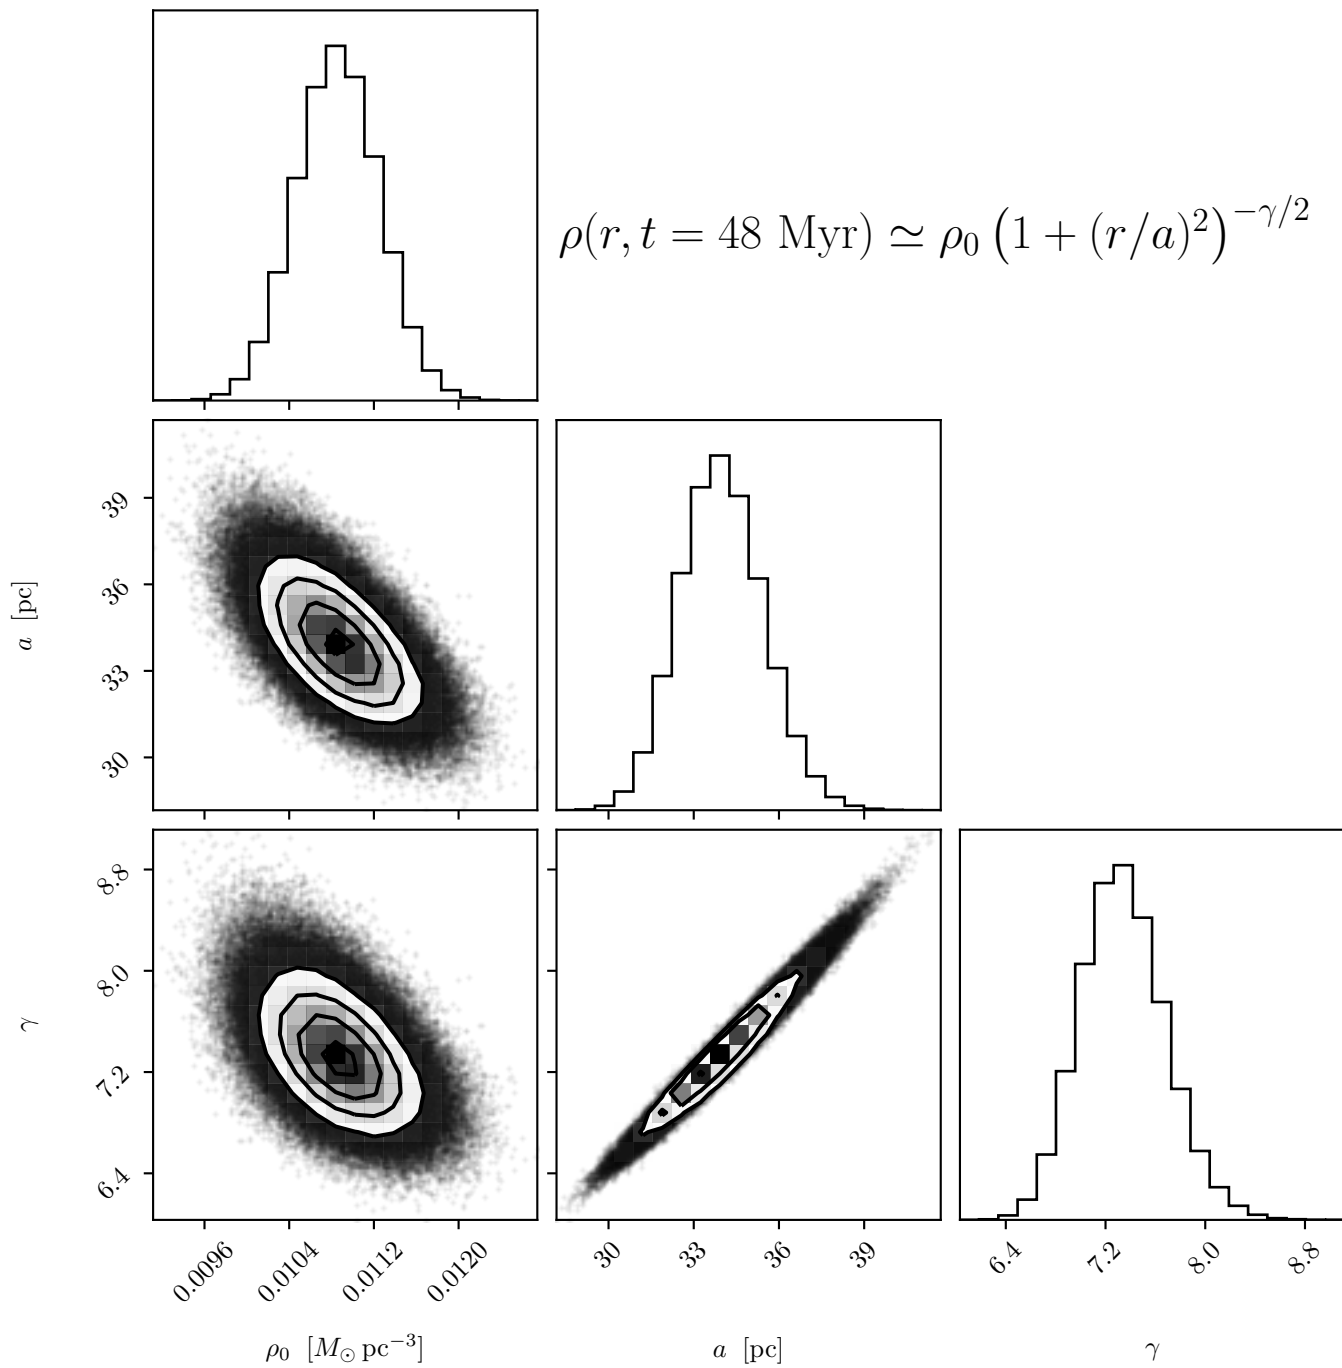 ρ(r, t = 48 Myr) ≃ ρ₀ (1 + (r/a)²)^{−γ/2}
39
36
33
30
a [pc]
8.8
8.0
7.2
6.4
γ
0.0096 0.0104 0.0112 0.0120
30 33 36 39
6.4 7.2 8.0 8.8
ρ₀ [M⊙ pc⁻³]
a [pc]
γ